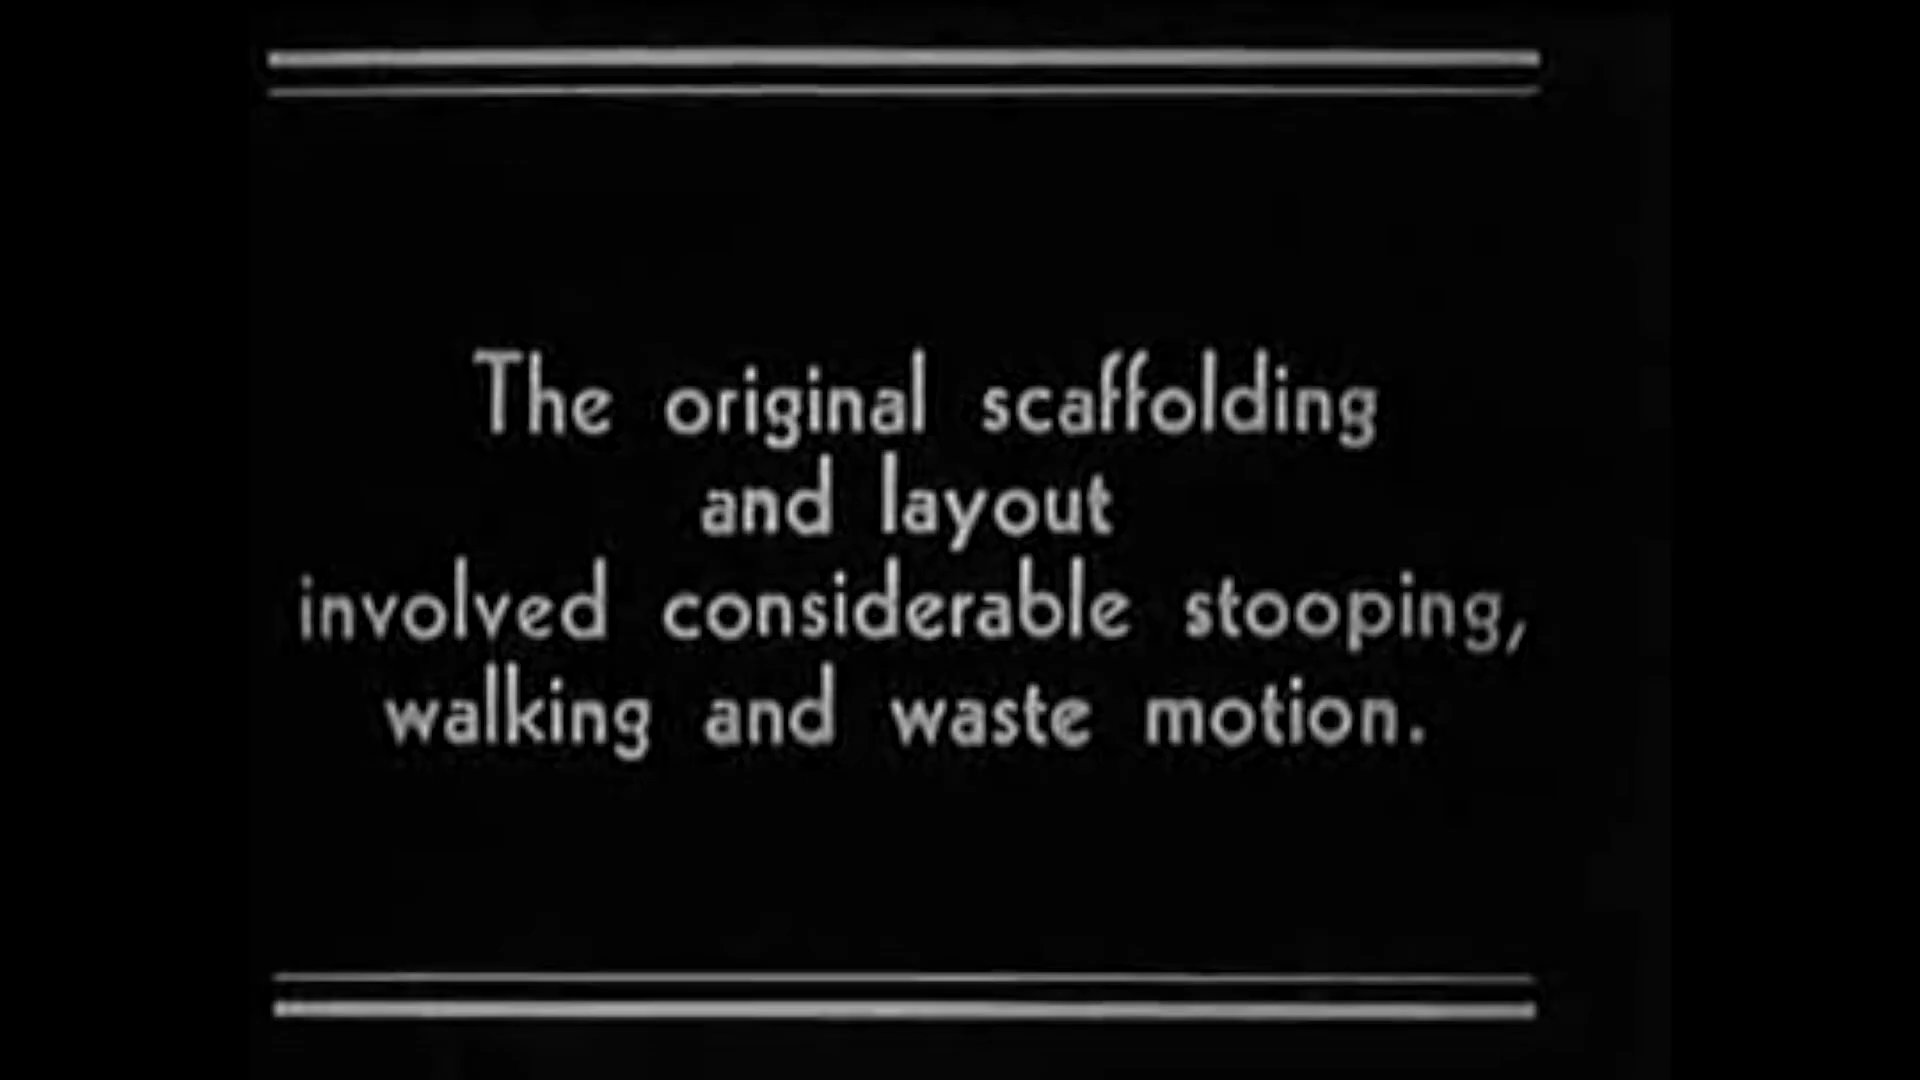 The original scaffolding
and layout
involved considerable stooping,
walking and waste motion.